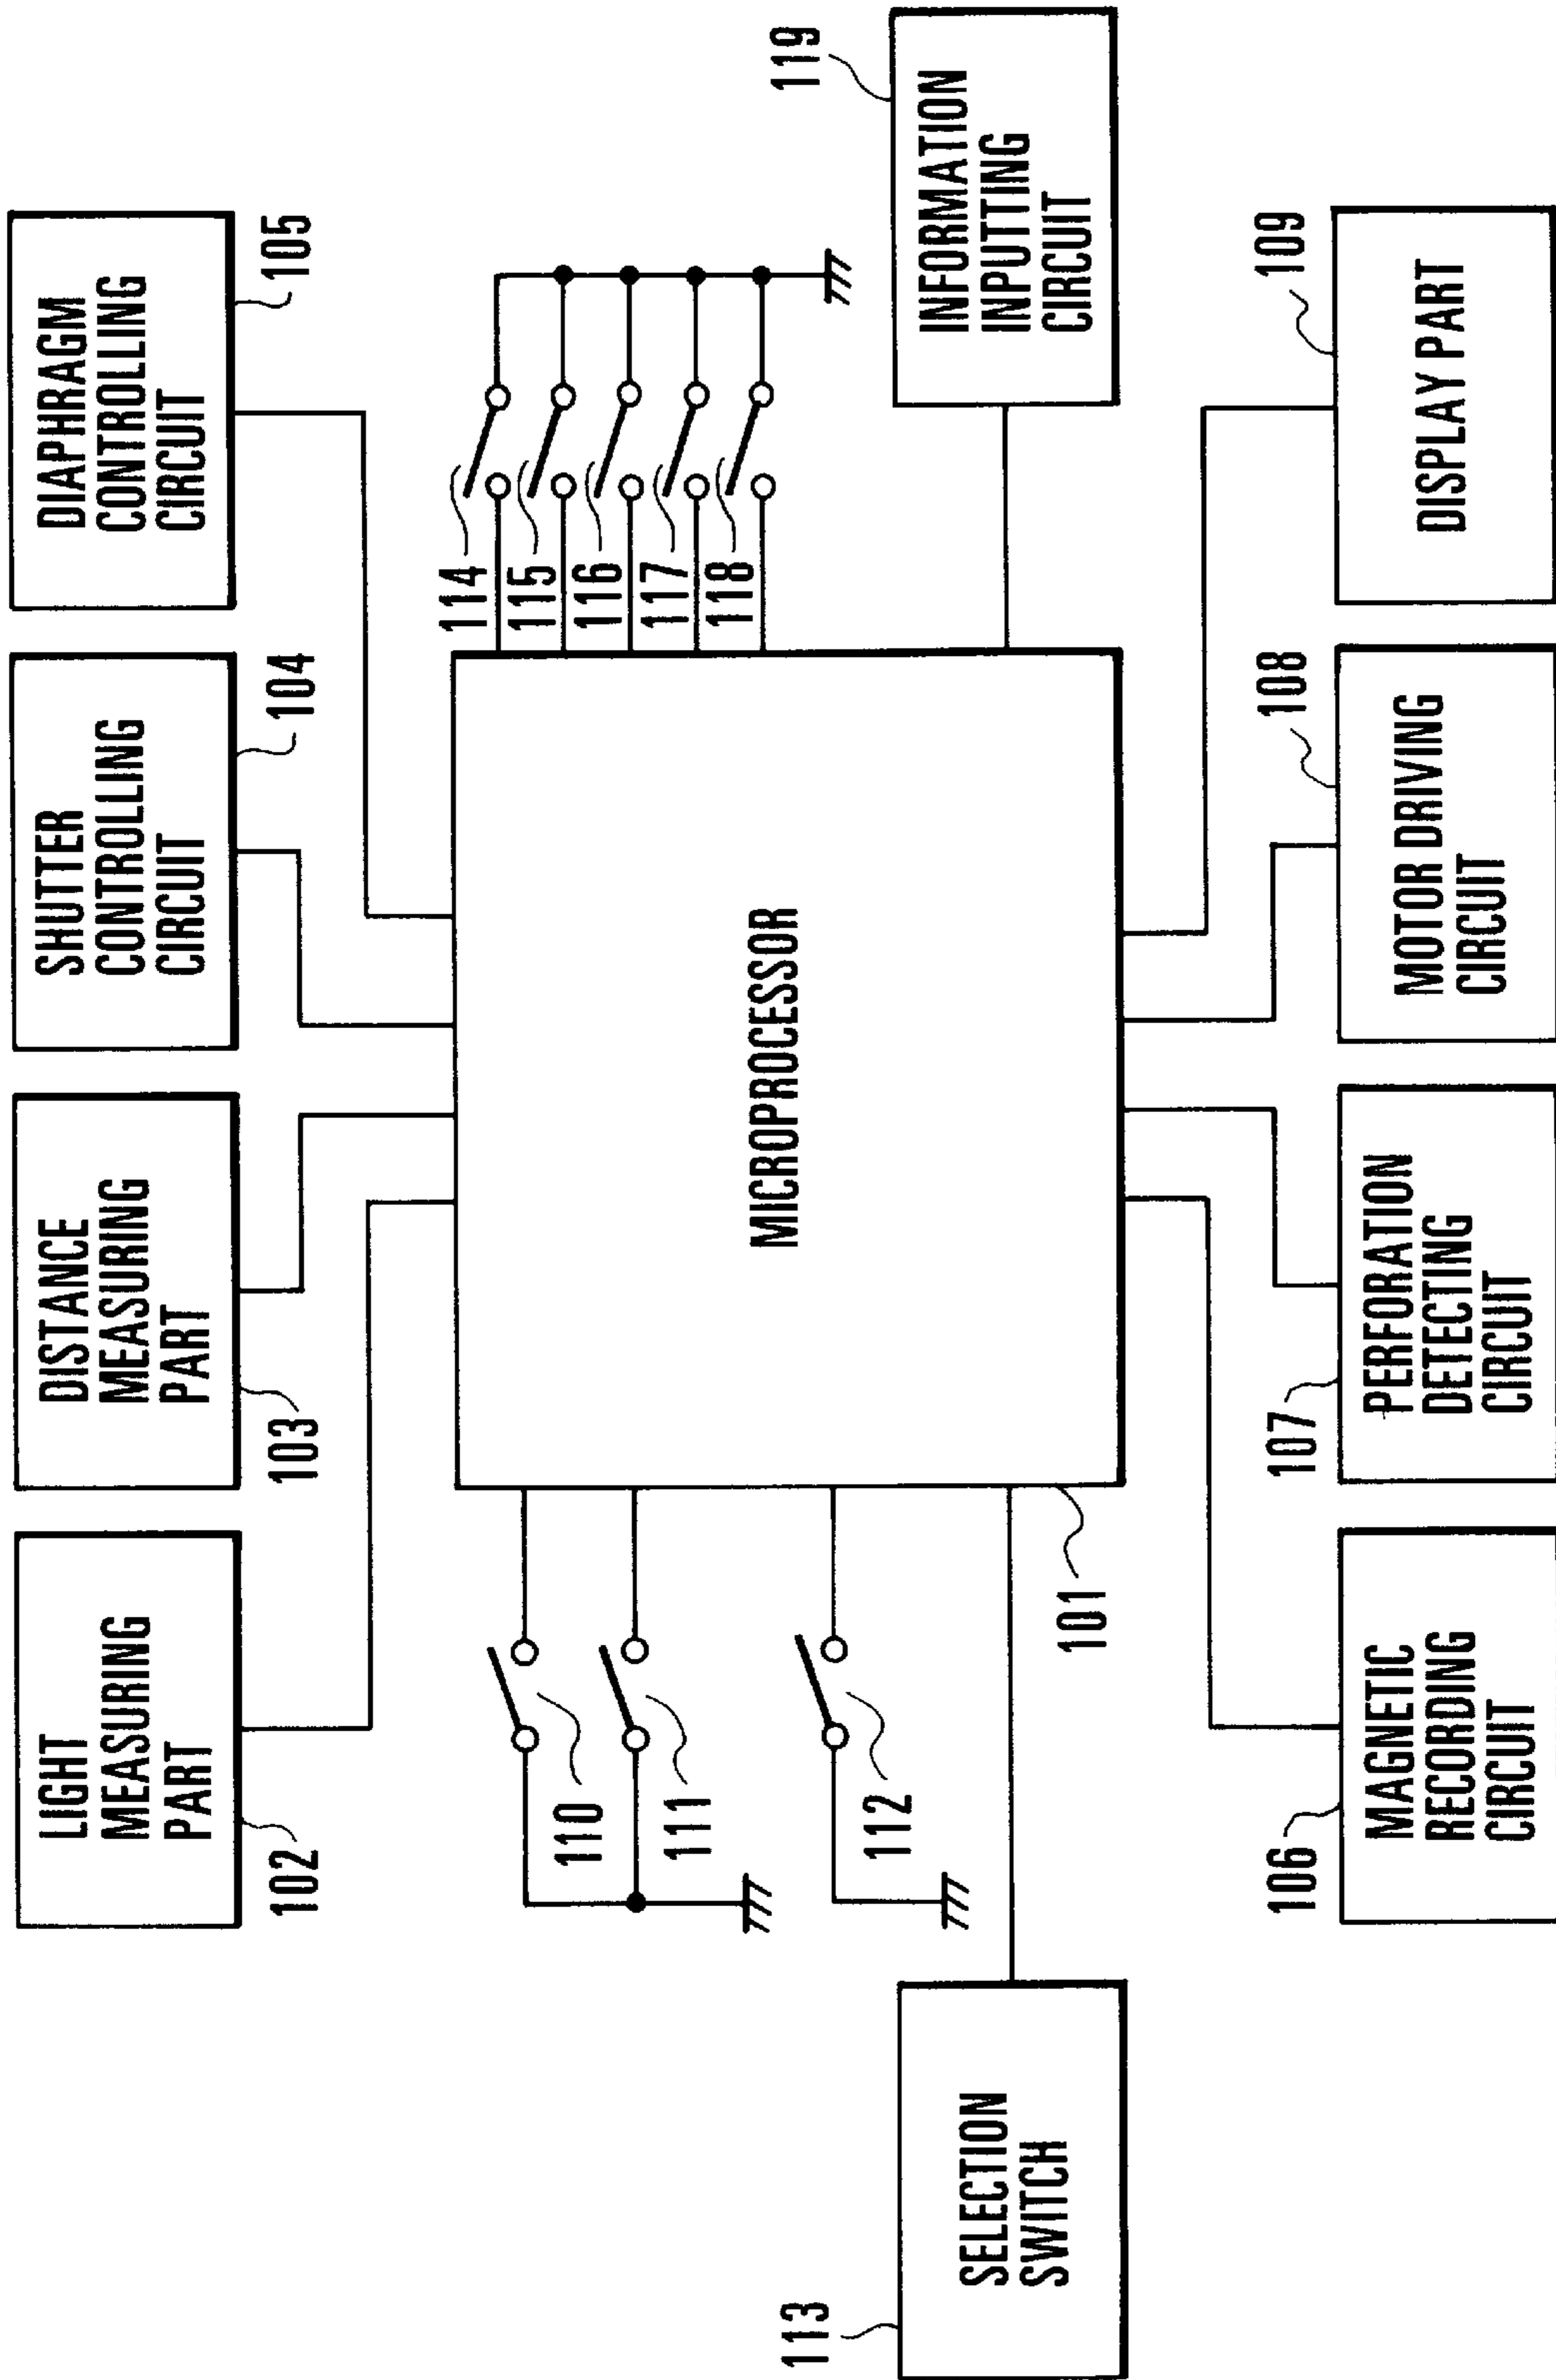 LIGHT
MEASURING
PART
102
DISTANCE
MEASURING
PART
103
SHUTTER
CONTROLLING
CIRCUIT
104
DIAPHRAGM
CONTROLLING
CIRCUIT
105
110
111
112
MICROPROCESSOR
101
114
115
116
117
118
113
SELECTION
SWITCH
119
INFORMATION
INPUTTING
CIRCUIT
106
MAGNETIC
RECORDING
CIRCUIT
107
PERFORATION
DETECTING
CIRCUIT
108
MOTOR DRIVING
CIRCUIT
109
DISPLAY PART